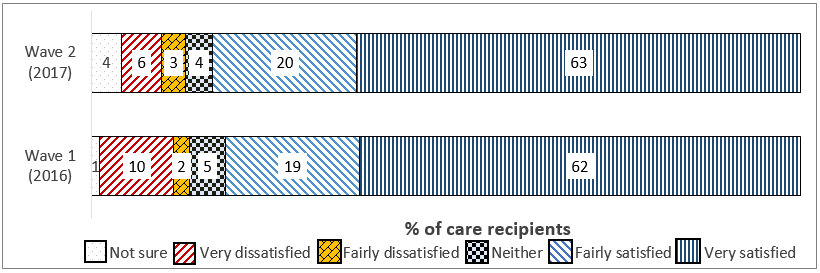 Wave 2
(2017)
4 6 3 4 20 63
Wave 1
(2016)
1 10 2 5 19 62
% of care recipients
Not sure Very dissatisfied Fairly dissatisfied Neither Fairly satisfied Very satisfied